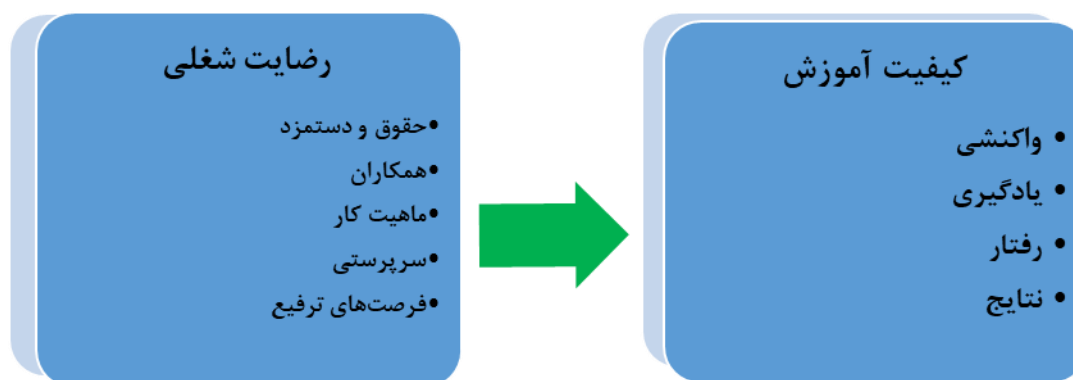 رضایت شغلی
•حقوق و دستمزد
•همکاران
•ماهیت کار
•سرپرستی
•فرصت‌های ترفیع
کیفیت آموزش
• واکنشی
• یادگیری
• رفتار
• نتایج